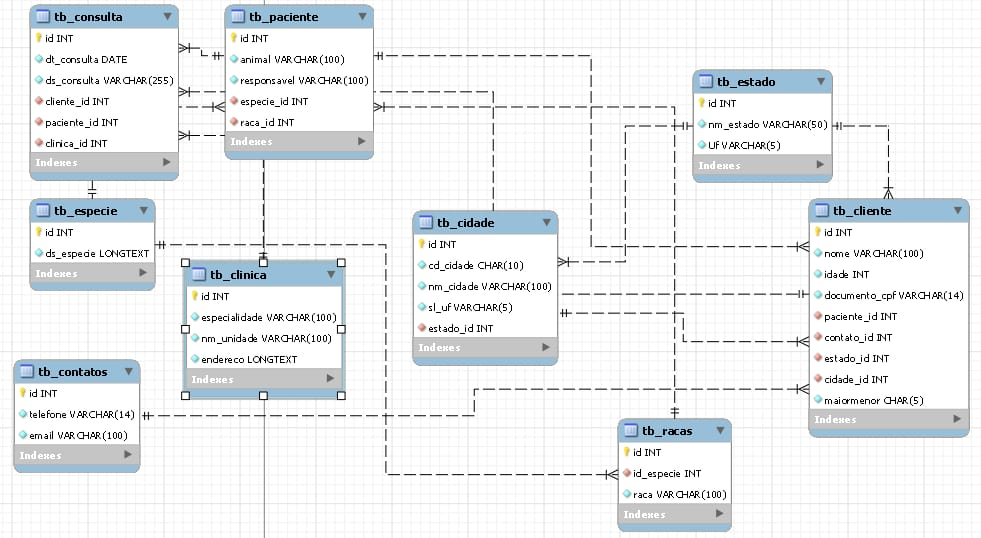 tb_consulta
id INT
dt_consulta DATE
ds_consulta VARCHAR(255)
cliente_id INT
paciente_id INT
clinica_id INT
Indexes
tb_paciente
id INT
animal VARCHAR(100)
responsavel VARCHAR(100)
especie_id INT
raca_id INT
Indexes
tb_estado
id INT
nm_estado VARCHAR(50)
Uf VARCHAR(5)
Indexes
tb_especie
id INT
ds_especie LONGTEXT
Indexes
tb_clinica
id INT
especialidade VARCHAR(100)
nm_unidade VARCHAR(100)
endereco LONGTEXT
Indexes
tb_cidade
id INT
cd_cidade CHAR(10)
nm_cidade VARCHAR(100)
sl_uf VARCHAR(5)
estado_id INT
Indexes
tb_cliente
id INT
nome VARCHAR(100)
idade INT
documento_cpf VARCHAR(14)
paciente_id INT
contato_id INT
estado_id INT
cidade_id INT
maiormenor CHAR(5)
Indexes
tb_contatos
id INT
telefone VARCHAR(14)
email VARCHAR(100)
Indexes
tb_racas
id INT
id_especie INT
raca VARCHAR(100)
Indexes